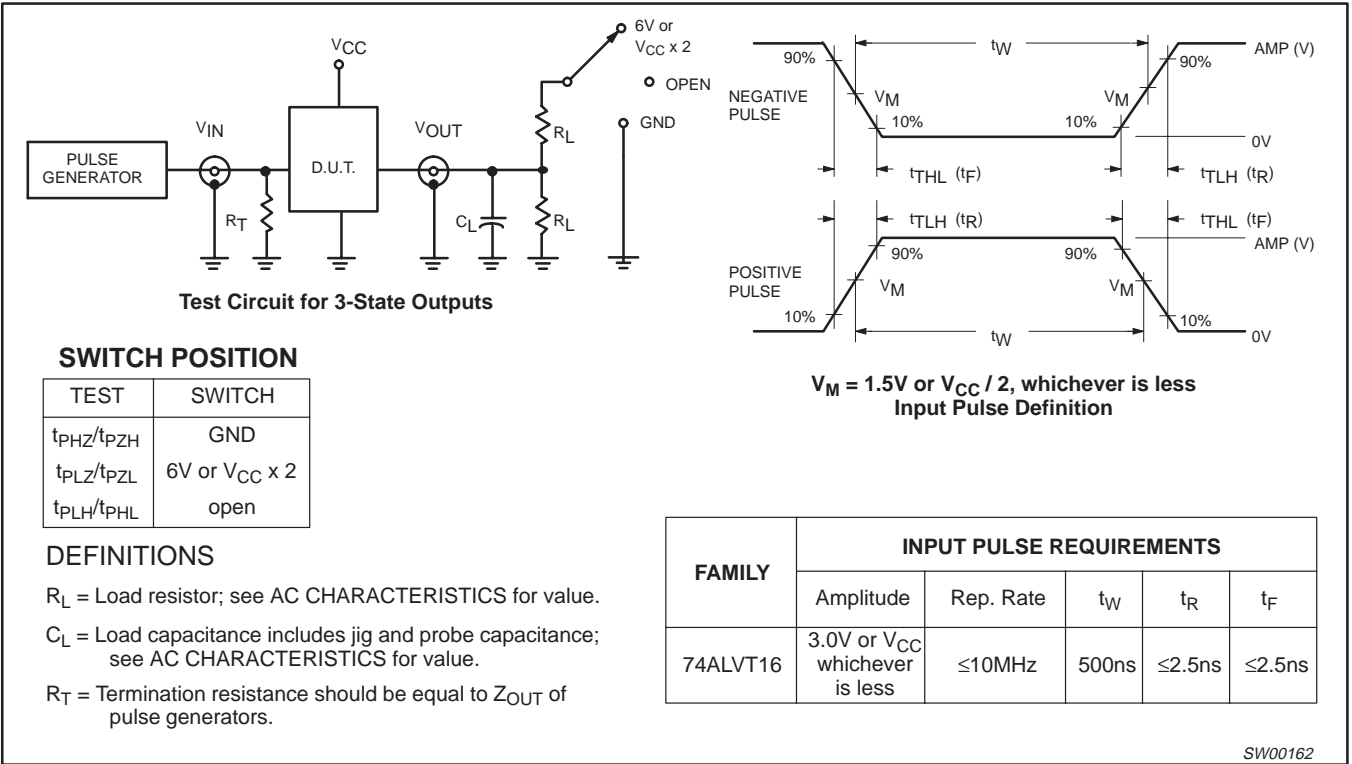 6V or
VCC x 2
VCC
OPEN
GND
RL
VIN
VOUT
PULSE
GENERATOR
D.U.T.
RT
CL
RL
Test Circuit for 3-State Outputs
tW
AMP (V)
90%
90%
NEGATIVE
PULSE
VM
VM
10%
10%
0V
tTHL (tF)
tTLH (tR)
tTLH (tR)
tTHL (tF)
AMP (V)
90%
90%
POSITIVE
PULSE
VM
VM
10%
10%
tW
0V
VM = 1.5V or VCC / 2, whichever is less
Input Pulse Definition
SWITCH POSITION
TEST SWITCH
tPHZ/tPZH GND
tPLZ/tPZL 6V or VCC x 2
tPLH/tPHL open
DEFINITIONS
RL = Load resistor; see AC CHARACTERISTICS for value.
CL = Load capacitance includes jig and probe capacitance;
see AC CHARACTERISTICS for value.
RT = Termination resistance should be equal to ZOUT of
pulse generators.
FAMILY
INPUT PULSE REQUIREMENTS
Amplitude Rep. Rate tW tR tF
74ALVT16
3.0V or VCC
whichever
is less
≤10MHz 500ns ≤2.5ns ≤2.5ns
SW00162